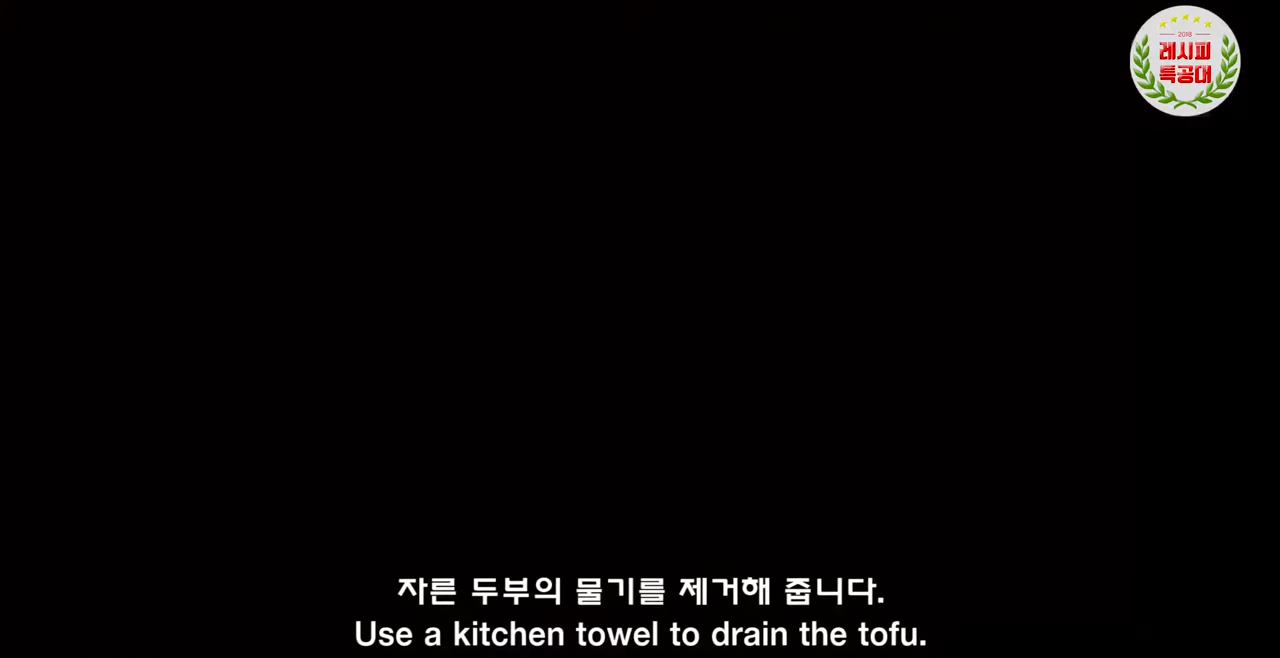 2018
레시피
특공대
자른 두부의 물기를 제거해 줍니다.
Use a kitchen towel to drain the tofu.